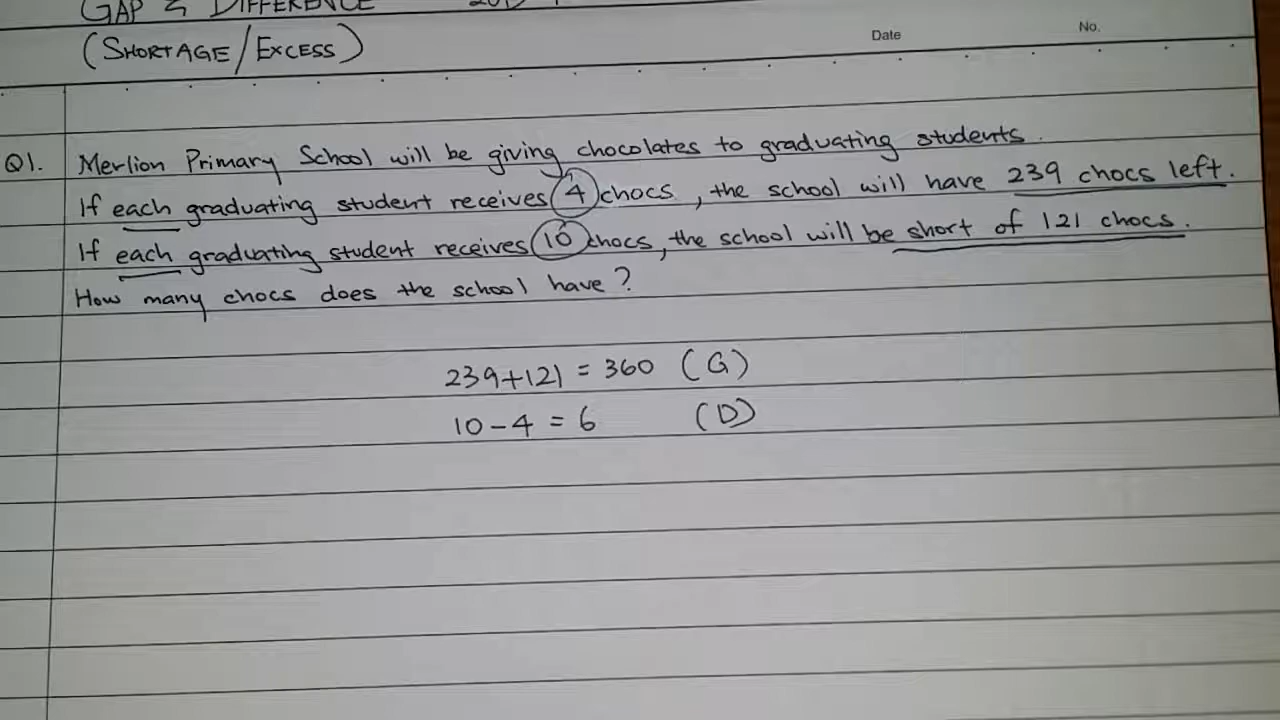 GAP & DIFFERENCE
(SHORTAGE/EXCESS)
Date
No.
Q1. Merlion Primary School will be giving chocolates to graduating students.
If each graduating student receives 4 chocs, the school will have 239 chocs left.
If each graduating student receives 10 chocs, the school will be short of 121 chocs.
How many chocs does the school have?
239+121 = 360 (G)
10-4 = 6 (D)